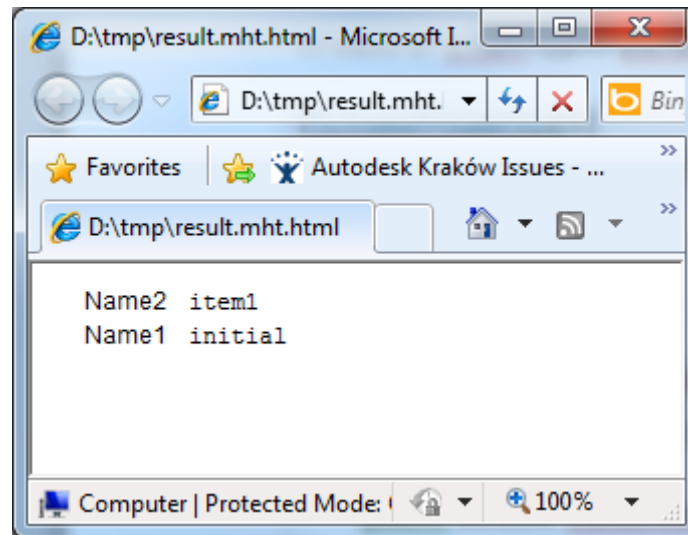 D:\tmp\result.mht.html - Microsoft I...
D:\tmp\result.mht. Bin
Favorites Autodesk Kraków Issues - ... »
D:\tmp\result.mht.html »
Name2 item1
Name1 initial
Computer | Protected Mode: 100%